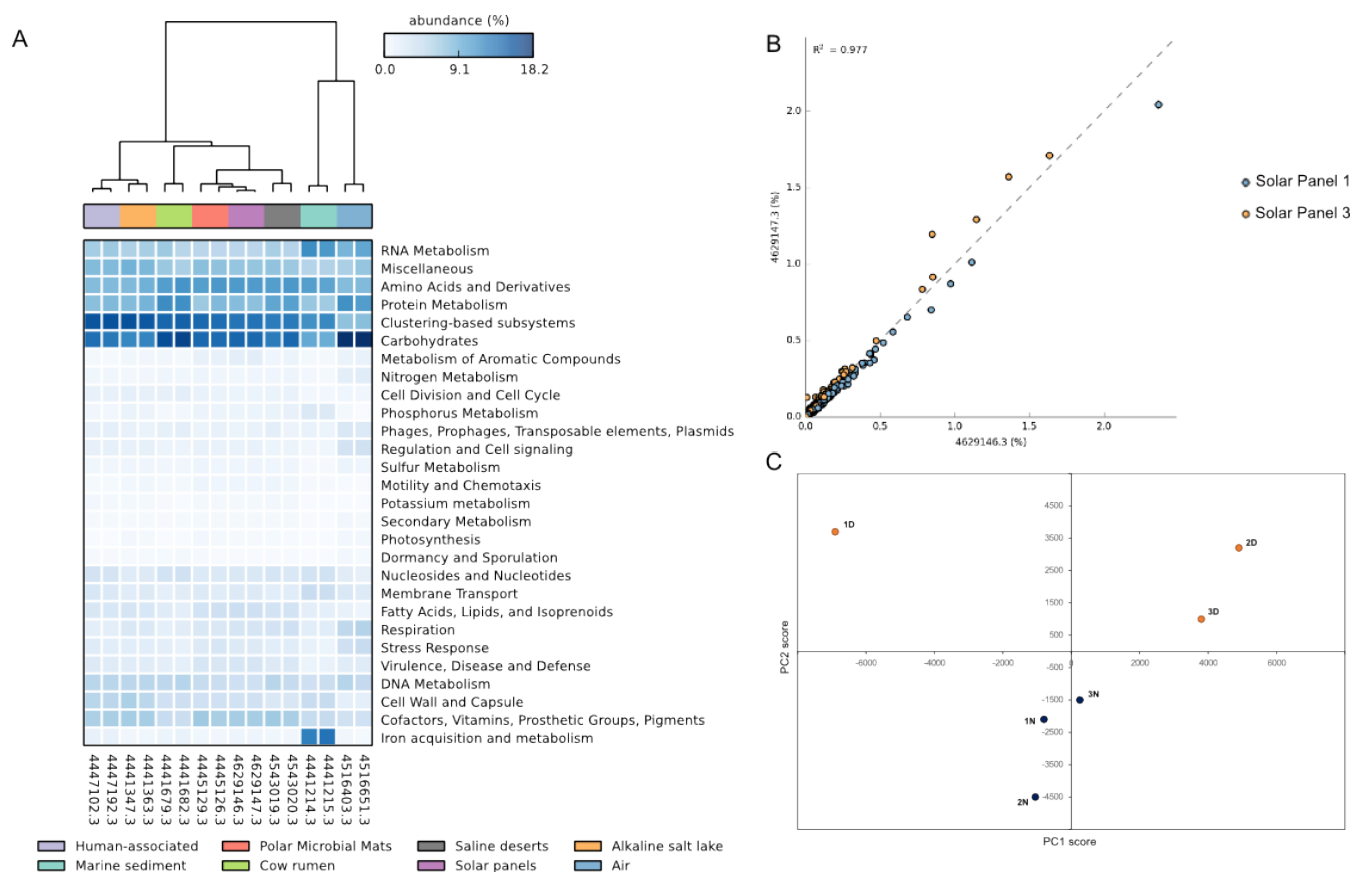 A
abundance (%)
0.0 9.1 18.2
RNA Metabolism
Miscellaneous
Amino Acids and Derivatives
Protein Metabolism
Clustering-based subsystems
Carbohydrates
Metabolism of Aromatic Compounds
Nitrogen Metabolism
Cell Division and Cell Cycle
Phosphorus Metabolism
Phages, Prophages, Transposable elements, Plasmids
Regulation and Cell signaling
Sulfur Metabolism
Motility and Chemotaxis
Potassium metabolism
Secondary Metabolism
Photosynthesis
Dormancy and Sporulation
Nucleosides and Nucleotides
Membrane Transport
Fatty Acids, Lipids, and Isoprenoids
Respiration
Stress Response
Virulence, Disease and Defense
DNA Metabolism
Cell Wall and Capsule
Cofactors, Vitamins, Prosthetic Groups, Pigments
Iron acquisition and metabolism
4447102.3
4447192.3
4441347.3
4441363.3
4441679.3
4441682.3
4445129.3
4445126.3
4629146.3
4629147.3
4543019.3
4543020.3
4441214.3
4441215.3
4516403.3
4516651.3
Human-associated Polar Microbial Mats Saline deserts Alkaline salt lake
Marine sediment Cow rumen Solar panels Air
B
R² = 0.977
4629147.3 (%)
2.0
1.5
1.0
0.5
0.0
0.0 0.5 1.0 1.5 2.0
4629146.3 (%)
Solar Panel 1
Solar Panel 3
C
PC2 score
4500
3500
2500
1500
500
-500
-1500
-2500
-3500
-4500
-6000 -4000 -2000 0 2000 4000 6000
1D
2D
3D
3N
1N
2N
PC1 score